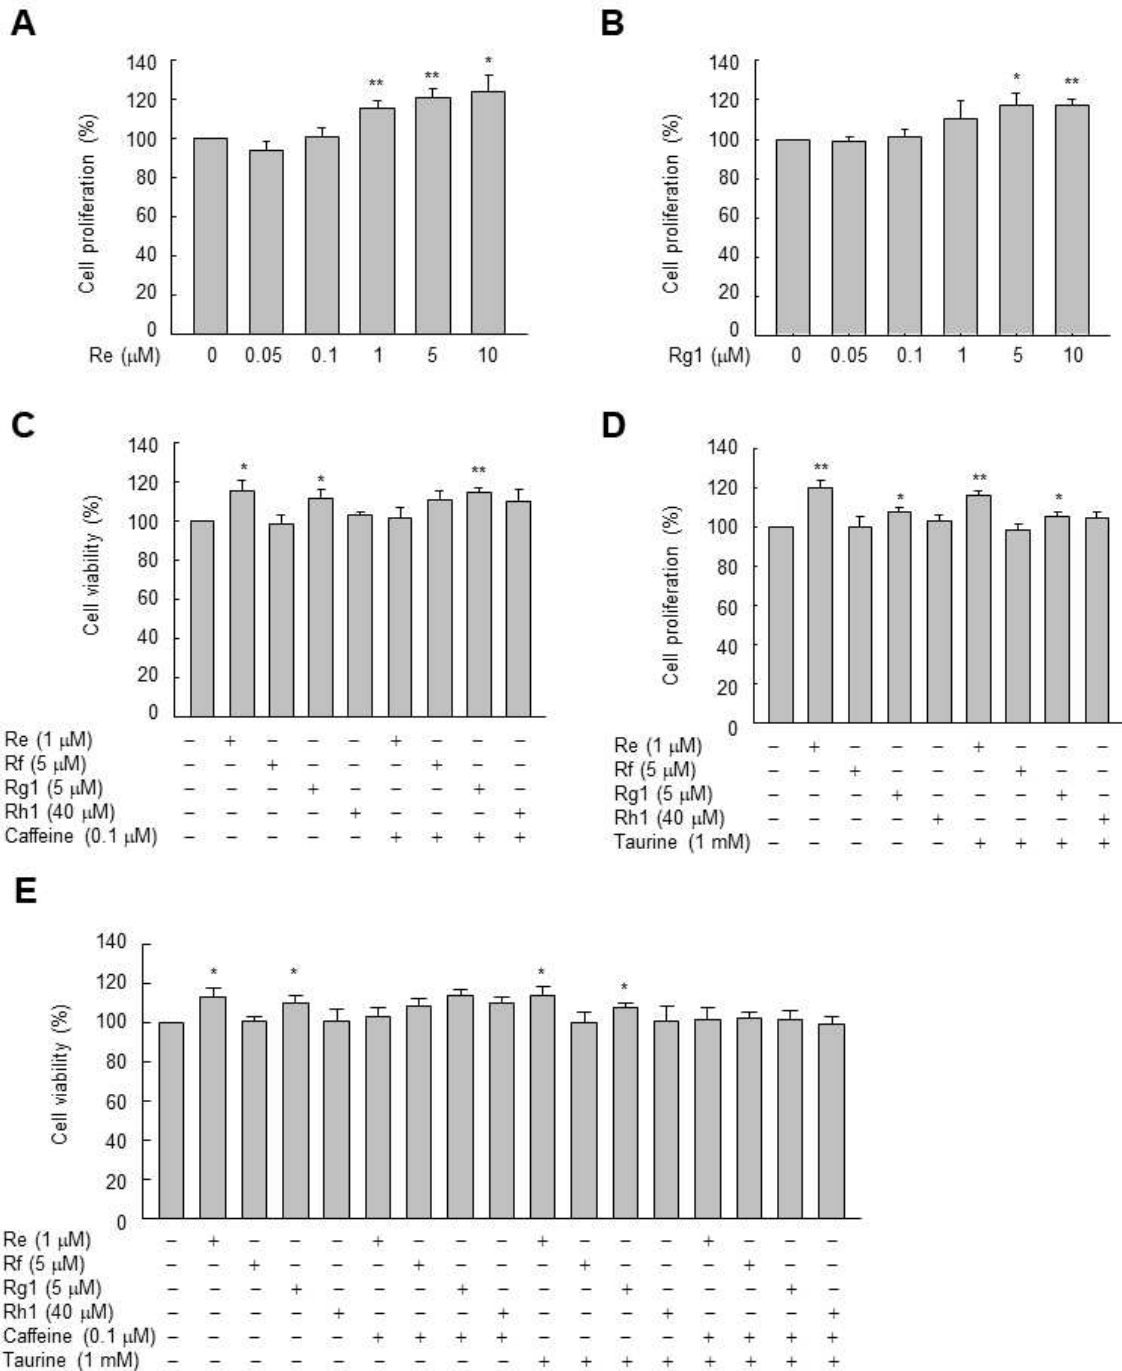 A
140
120
100
80
60
40
20
0
Cell proliferation (%)
** ** *
Re (μM) 0 0.05 0.1 1 5 10
B
140
120
100
80
60
40
20
0
Cell proliferation (%)
* **
Rg1 (μM) 0 0.05 0.1 1 5 10
C
140
120
100
80
60
40
20
0
Cell viability (%)
* * **
Re (1 μM) − + − − − + − − −
Rf (5 μM) − − + − − − + − −
Rg1 (5 μM) − − − + − − − + −
Rh1 (40 μM) − − − − + − − − +
Caffeine (0.1 μM) − − − − − + + + +
D
140
120
100
80
60
40
20
0
Cell proliferation (%)
** * ** *
Re (1 μM) − + − − − + − − −
Rf (5 μM) − − + − − − + − −
Rg1 (5 μM) − − − + − − − + −
Rh1 (40 μM) − − − − + − − − +
Taurine (1 mM) − − − − − + + + +
E
140
120
100
80
60
40
20
0
Cell viability (%)
* * * *
Re (1 μM) − + − − − + − − − + − − − + − − −
Rf (5 μM) − − + − − − + − − − + − − − + − −
Rg1 (5 μM) − − − + − − − + − − − + − − − + −
Rh1 (40 μM) − − − − + − − − + − − − + − − − +
Caffeine (0.1 μM) − − − − − + + + + − − − − + + + +
Taurine (1 mM) − − − − − − − − − + + + + + + + +